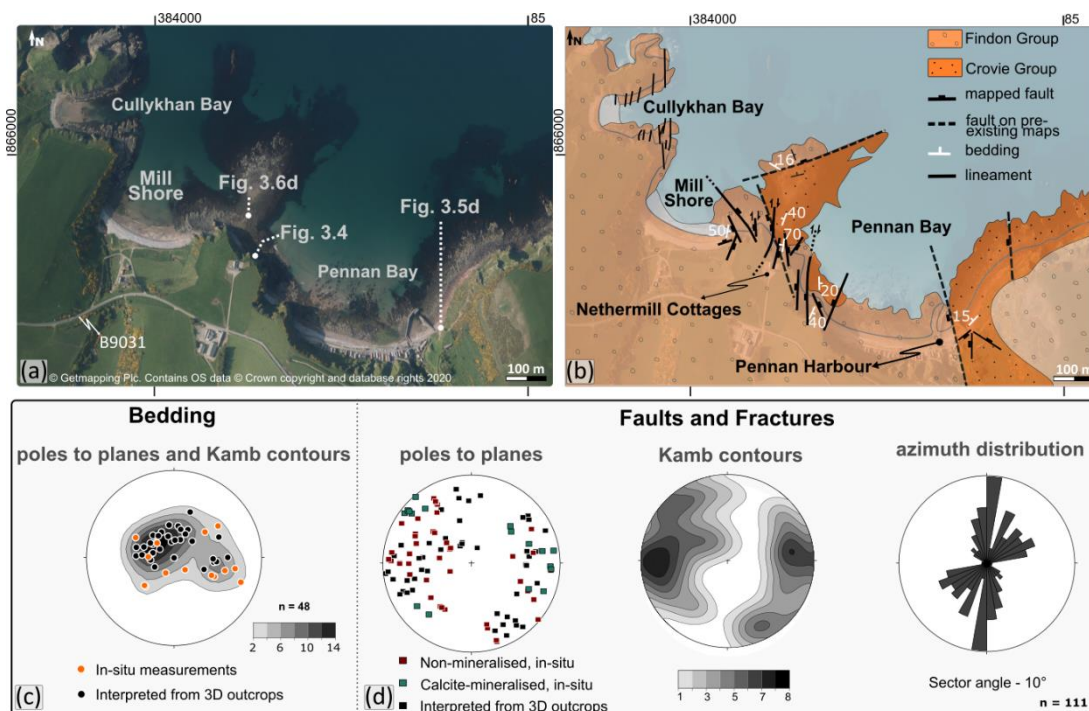 384000
85
866000
N
Cullykhan Bay
Mill
Shore
Fig. 3.6d
Fig. 3.5d
Fig. 3.4
Pennan Bay
B9031
(a)
© Getmapping Plc. Contains OS data © Crown copyright and database rights 2020
100 m
384000
85
866000
N
Findon Group
Crovie Group
mapped fault
fault on pre-
existing maps
bedding
lineament
Cullykhan Bay
16
Mill
Shore
50
40
70
Pennan Bay
Nethermill Cottages
20
40
15
Pennan Harbour
(b)
100 m
Bedding
poles to planes and Kamb contours
n = 48
2 6 10 14
In-situ measurements
Interpreted from 3D outcrops
(c)
Faults and Fractures
poles to planes
Kamb contours
azimuth distribution
Non-mineralised, in-situ
Calcite-mineralised, in-situ
Interpreted from 3D outcrops
(d)
1 3 5 7 8
Sector angle - 10°
n = 111